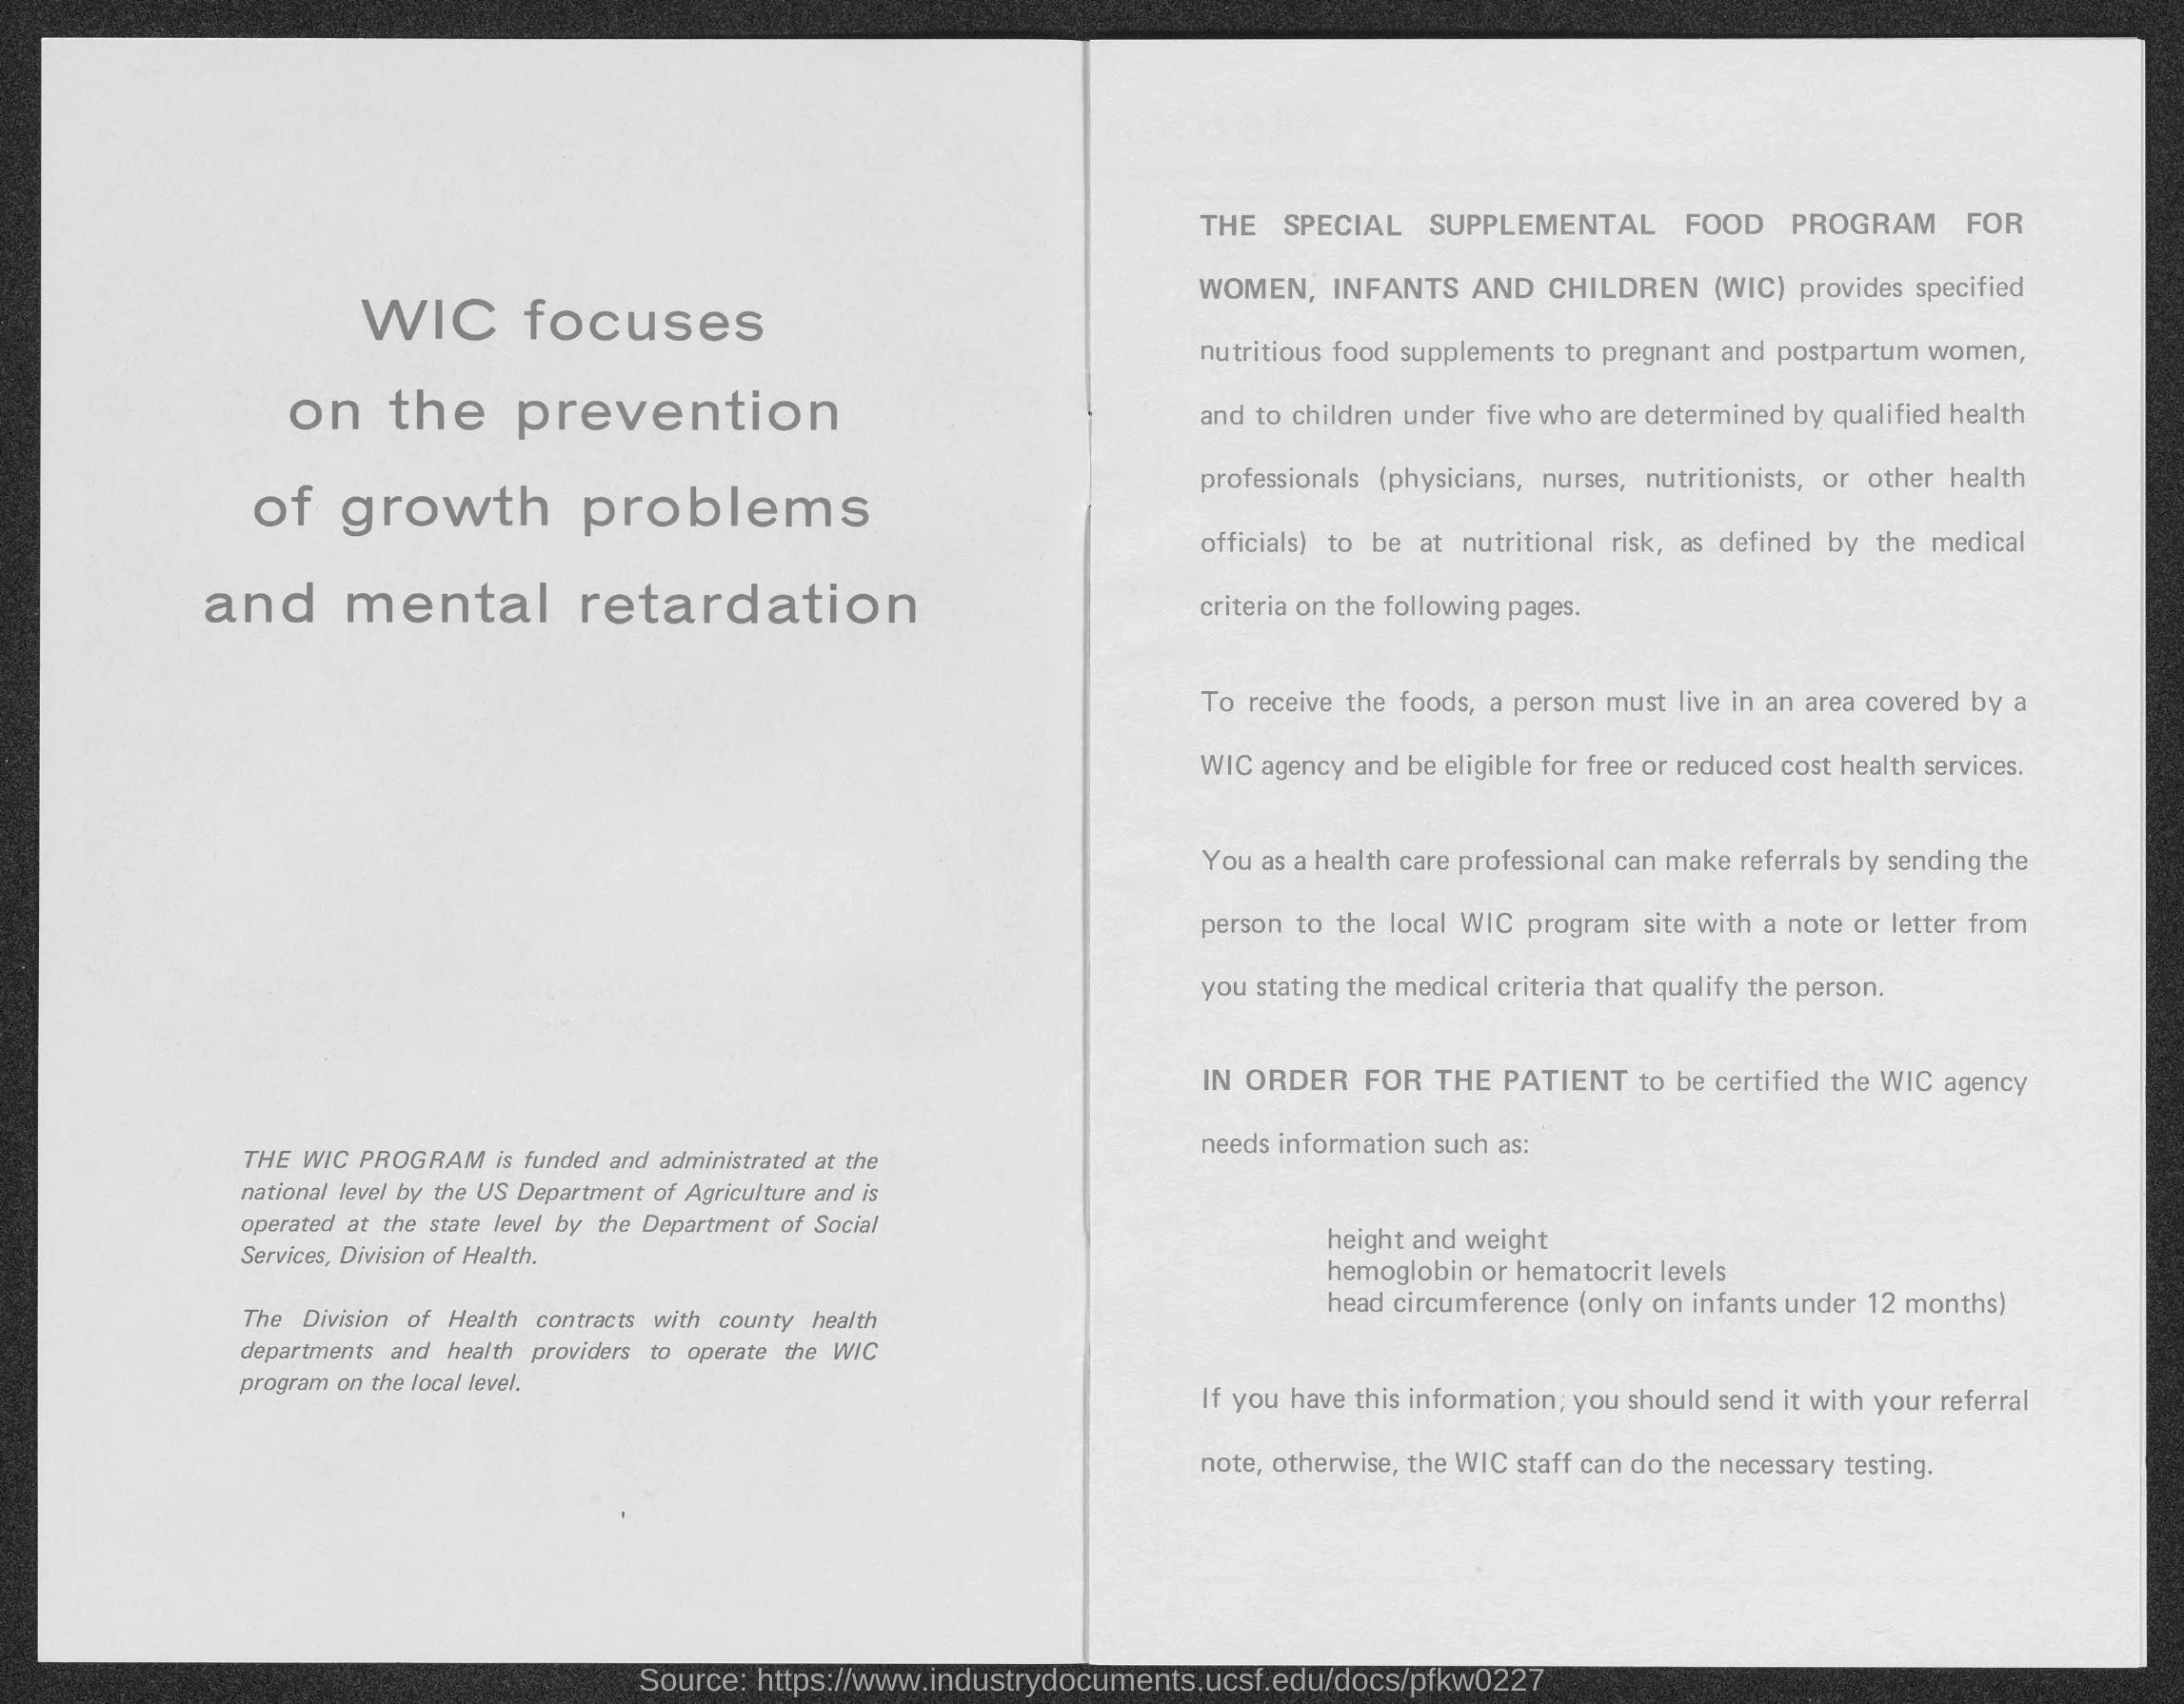 WIC focuses
on the prevention
of growth problems
and mental retardation
THE WIC PROGRAM is funded and administrated at the
national level by the US Department of Agriculture and is
operated at the state level by the Department of Social
Services, Division of Health.
The Division of Health contracts with county health
departments and health providers to operate the WIC
program on the local level.
THE SPECIAL SUPPLEMENTAL FOOD PROGRAM FOR
WOMEN, INFANTS AND CHILDREN (WIC) provides specified
nutritious food supplements to pregnant and postpartum women,
and to children under five who are determined by qualified health
professionals (physicians, nurses, nutritionists, or other health
officials) to be at nutritional risk, as defined by the medical
criteria on the following pages.
To receive the foods, a person must live in an area covered by a
WIC agency and be eligible for free or reduced cost health services.
You as a health care professional can make referrals by sending the
person to the local WIC program site with a note or letter from
you stating the medical criteria that qualify the person.
IN ORDER FOR THE PATIENT to be certified the WIC agency
needs information such as:
height and weight
hemoglobin or hematocrit levels
head circumference (only on infants under 12 months)
If you have this information, you should send it with your referral
note, otherwise, the WIC staff can do the necessary testing.
Source: https://www.industrydocuments.ucsf.edu/docs/pfkw0227